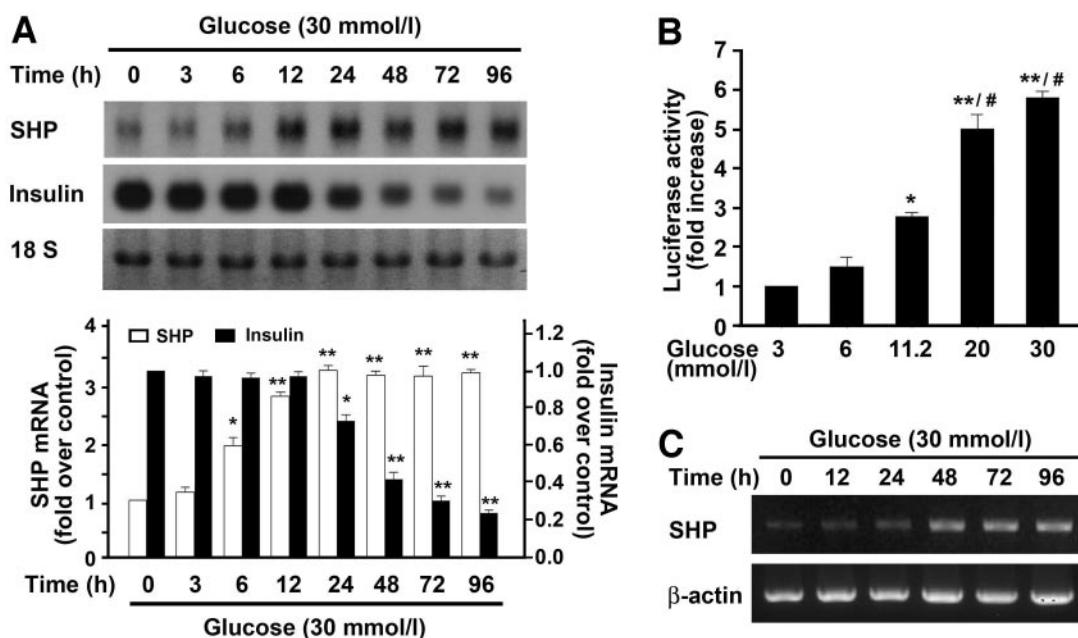 A
Glucose (30 mmol/l)
Time (h) 0 3 6 12 24 48 72 96
SHP
Insulin
18 S
4
3
2
1
0
SHP mRNA
(fold over control)
SHP Insulin
* ** ** ** ** **
* ** ** **
1.2
1.0
0.8
0.6
0.4
0.2
0.0
Insulin mRNA
(fold over control)
Time (h) 0 3 6 12 24 48 72 96
Glucose (30 mmol/l)
B
Luciferase activity
(fold increase)
7
6
5
4
3
2
1
0
*
**/ #
**/ #
Glucose 3 6 11.2 20 30
(mmol/l)
C
Glucose (30 mmol/l)
Time (h) 0 12 24 48 72 96
SHP
β-actin